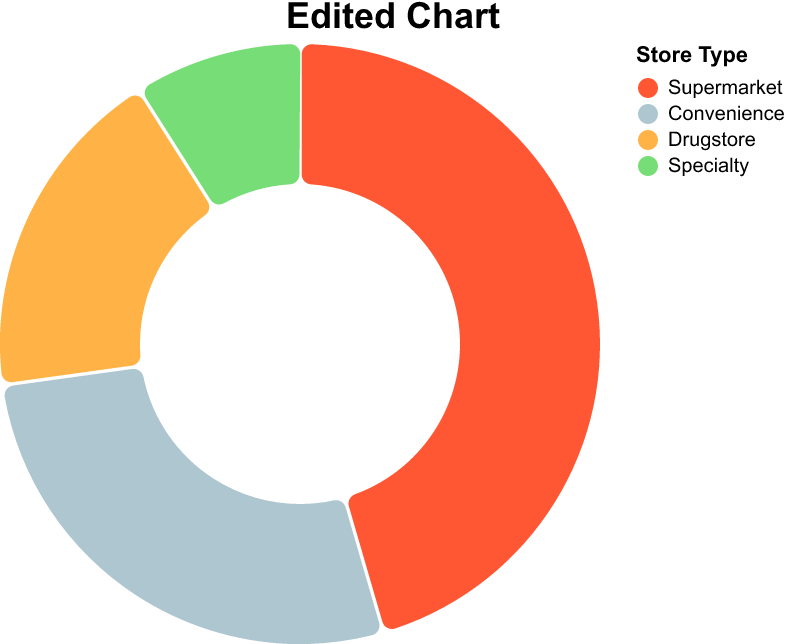 Edited Chart
Store Type
Supermarket
Convenience
Drugstore
Specialty